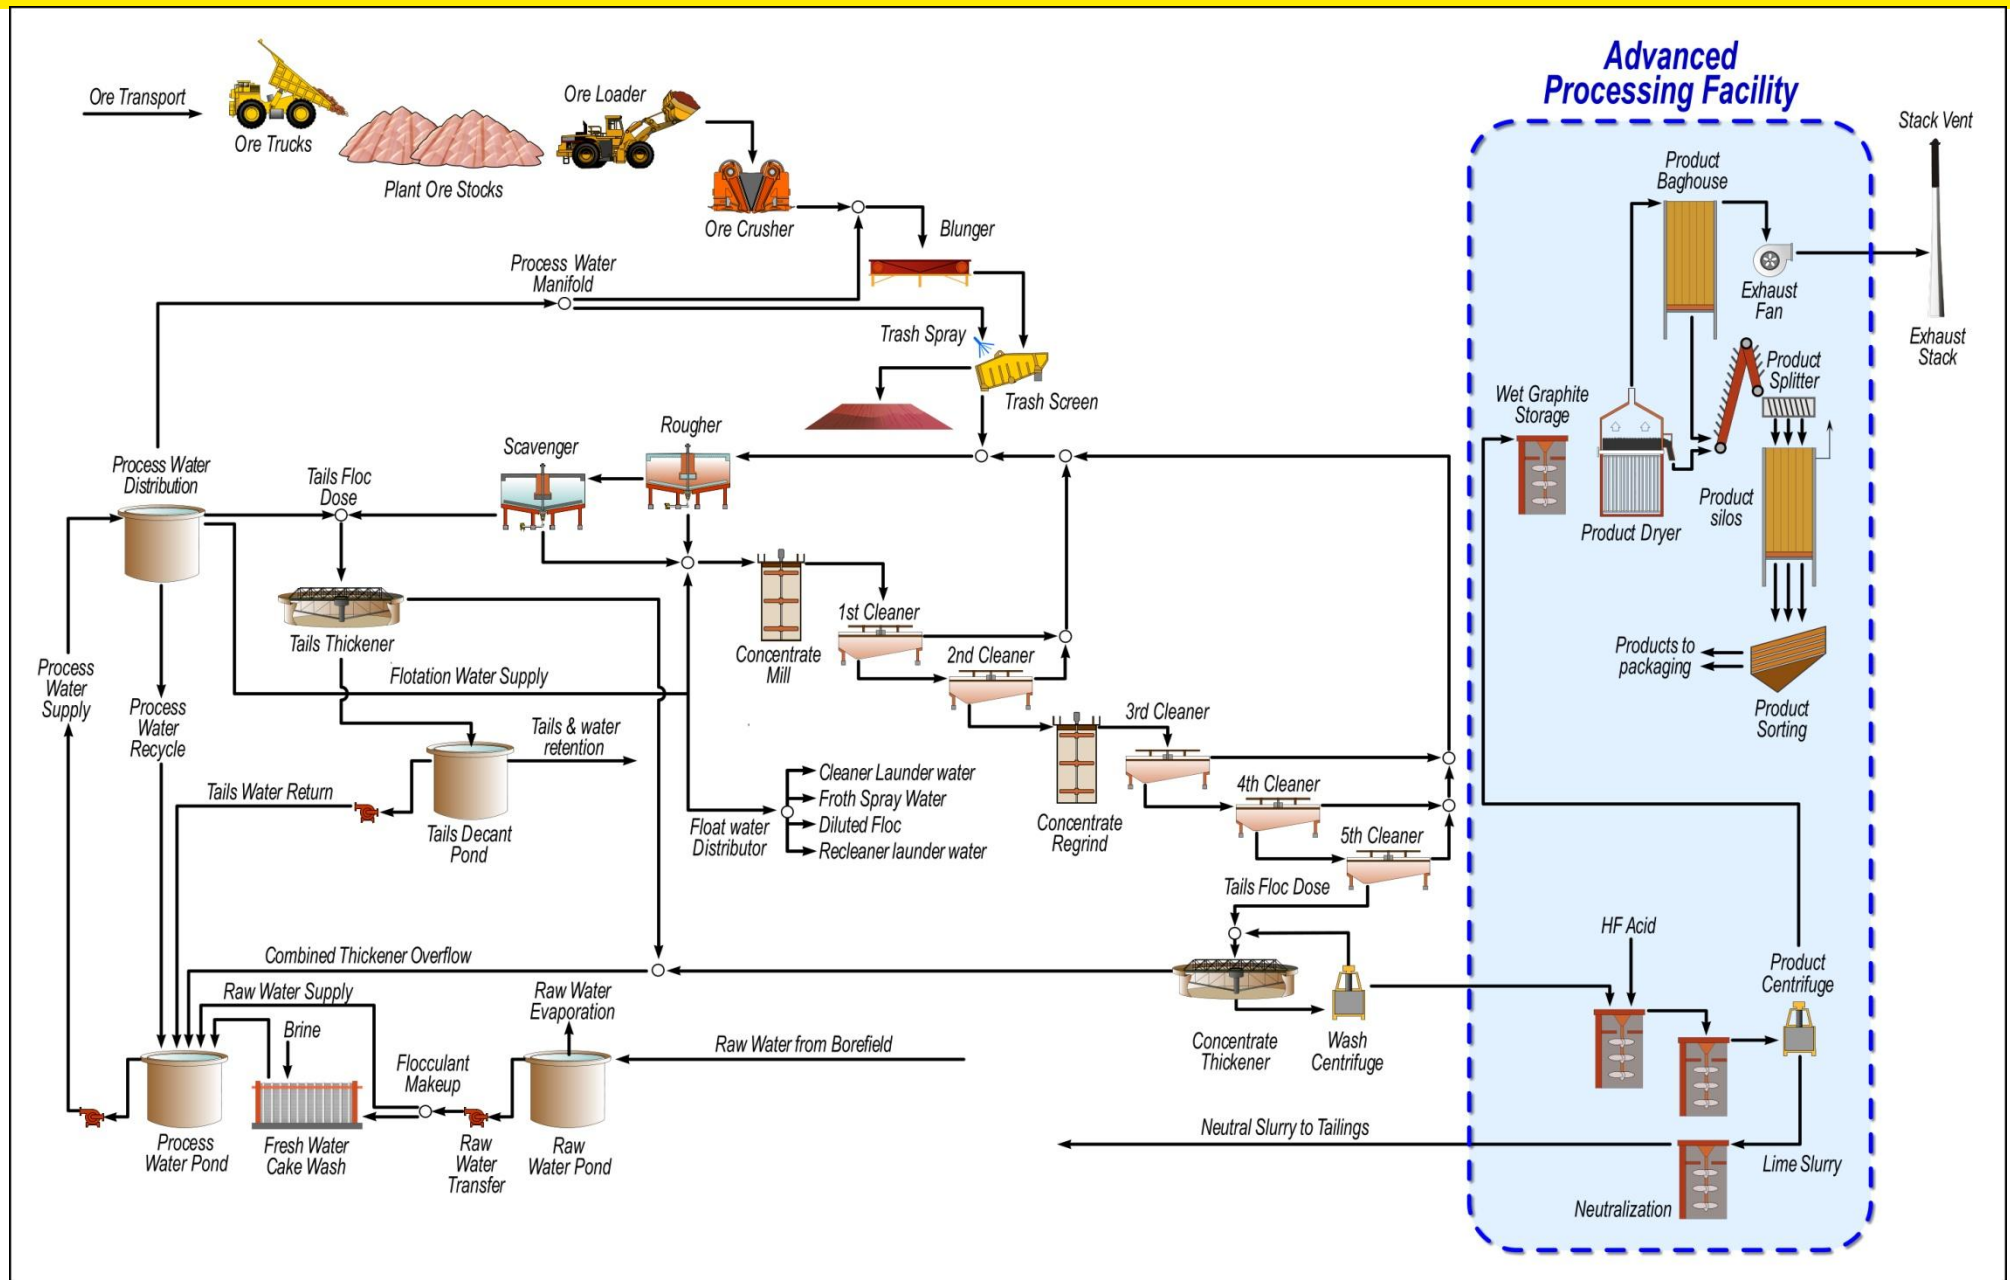 Advanced
Processing Facility
Ore Transport
Ore Trucks
Plant Ore Stocks
Ore Loader
Ore Crusher
Blunger
Process Water
Manifold
Trash Spray
Trash Screen
Stack Vent
Exhaust
Stack
Product
Baghouse
Exhaust
Fan
Product
Splitter
Wet Graphite
Storage
Product
silos
Product Dryer
Products to
packaging
Product
Sorting
Rougher
Scavenger
Process Water
Distribution
Tails Floc
Dose
Tails Thickener
Concentrate
Mill
1st Cleaner
2nd Cleaner
3rd Cleaner
4th Cleaner
5th Cleaner
Concentrate
Regrind
Process
Water
Supply
Process
Water
Recycle
Flotation Water Supply
Tails & water
retention
Tails Water Return
Tails Decant
Pond
Float water
Distributor
Cleaner Launder water
Froth Spray Water
Diluted Floc
Recleaner launder water
Tails Floc Dose
Combined Thickener Overflow
Raw Water Supply
Brine
Raw Water
Evaporation
Flocculant
Makeup
Raw Water from Borefield
Concentrate
Thickener
Wash
Centrifuge
HF Acid
Product
Centrifuge
Process
Water Pond
Fresh Water
Cake Wash
Raw
Water
Transfer
Raw
Water Pond
Neutral Slurry to Tailings
Lime Slurry
Neutralization